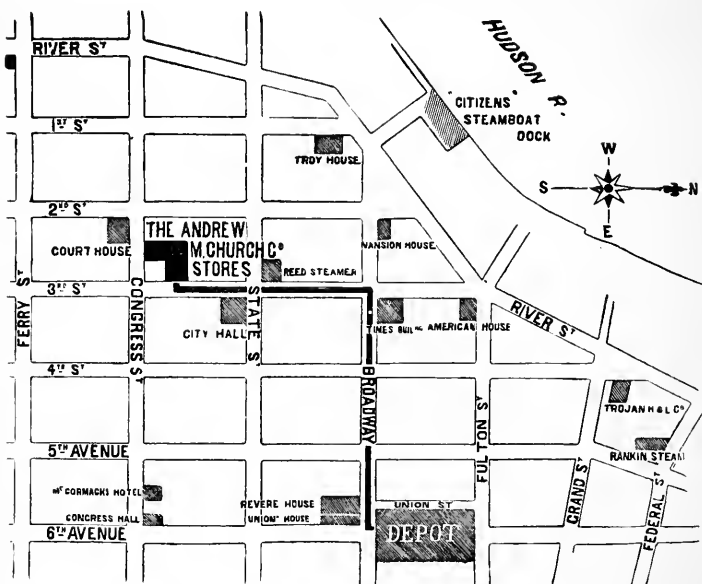 RIVER ST
HUDSON R.
"CITIZENS"
STEAMBOAT
DOCK
1ST ST
TROY HOUSE
W
S
N
E
2ND ST
COURT HOUSE
THE ANDREW
M. CHURCH CO
STORES
REED STEAMER
MANSION HOUSE
3RD ST
FERRY ST
CONGRESS ST
STATE ST
CITY HALL
TIMES BUILNG
AMERICAN HOUSE
RIVER ST
4TH ST
BROADWAY
FULTON ST
TROJAN H & L CO
RANKIN STEAM
5TH AVENUE
GRAND ST
FEDERAL ST
MCCORMACKS HOTEL
CONGRESS HALL
REVERE HOUSE
UNION HOUSE
UNION ST
DEPOT
6TH AVENUE